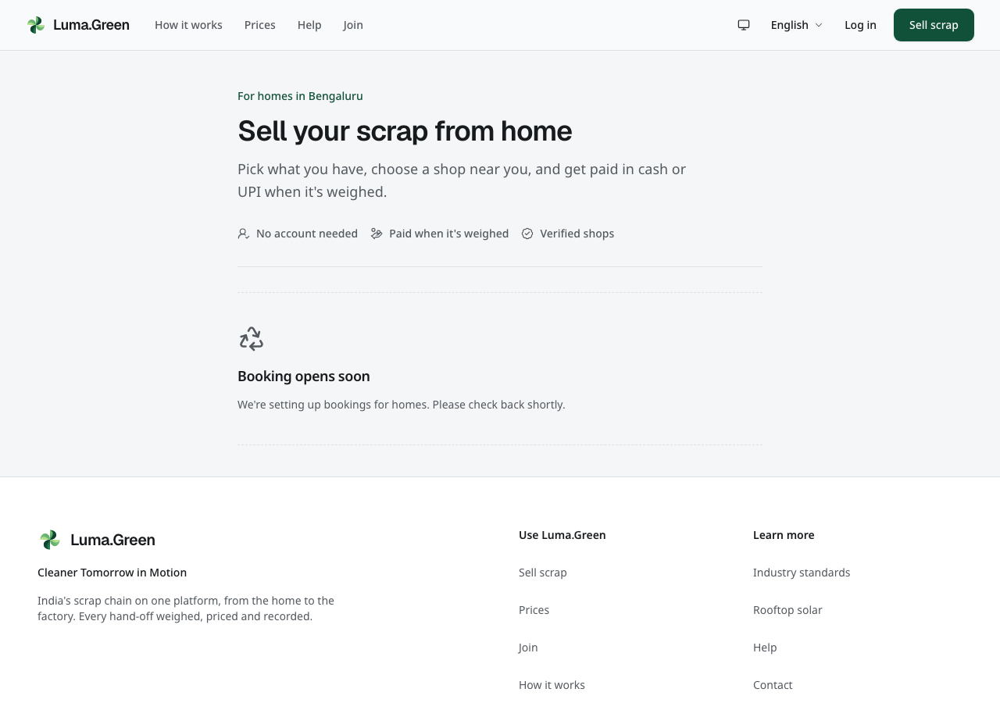 Luma.Green
How it works
Prices
Help
Join
English
Log in
Sell scrap
For homes in Bengaluru
Sell your scrap from home
Pick what you have, choose a shop near you, and get paid in cash or
UPI when it's weighed.
No account needed
Paid when it's weighed
Verified shops
Booking opens soon
We're setting up bookings for homes. Please check back shortly.
Luma.Green
Cleaner Tomorrow in Motion
India's scrap chain on one platform, from the home to the
factory. Every hand-off weighed, priced and recorded.
Use Luma.Green
Sell scrap
Prices
Join
How it works
Learn more
Industry standards
Rooftop solar
Help
Contact